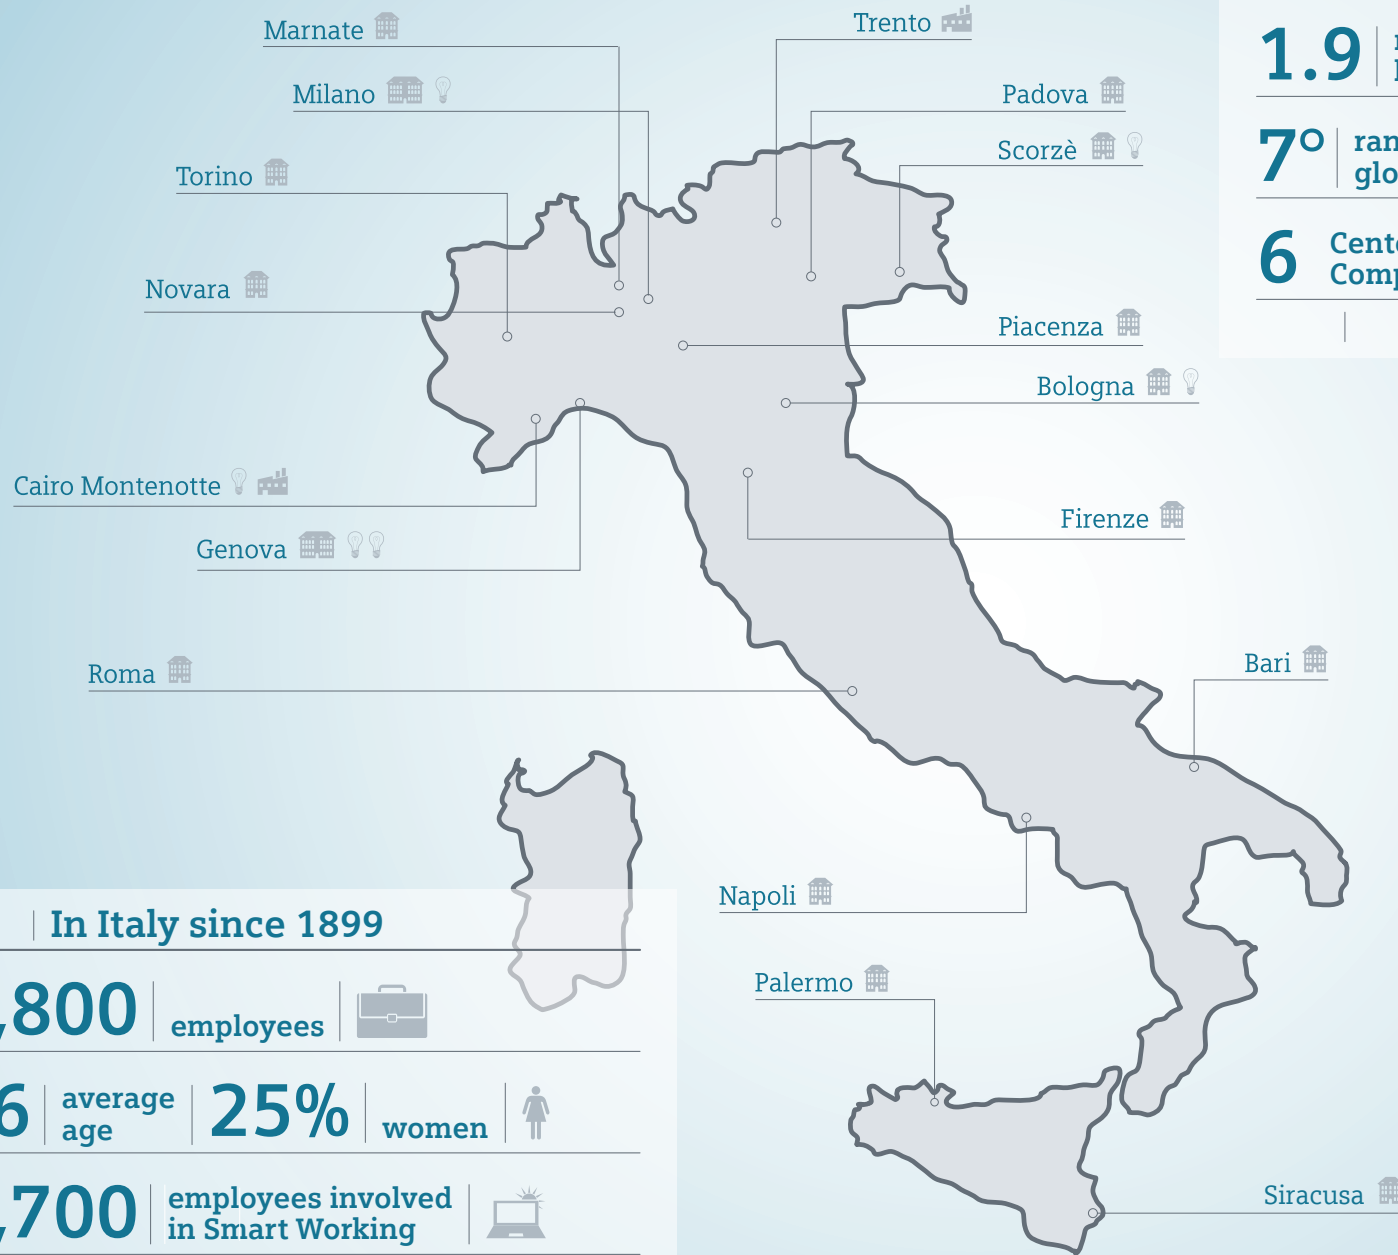 Marnate
Trento
1.9
Milano
Padova
7°
Scorzè
Torino
6
Novara
Piacenza
Bologna
Cairo Montenotte
Firenze
Genova
Bari
Roma
Napoli
In Italy since 1899
Palermo
,800 employees
6 average age 25% women
Siracusa
,700 employees involved
in Smart Working